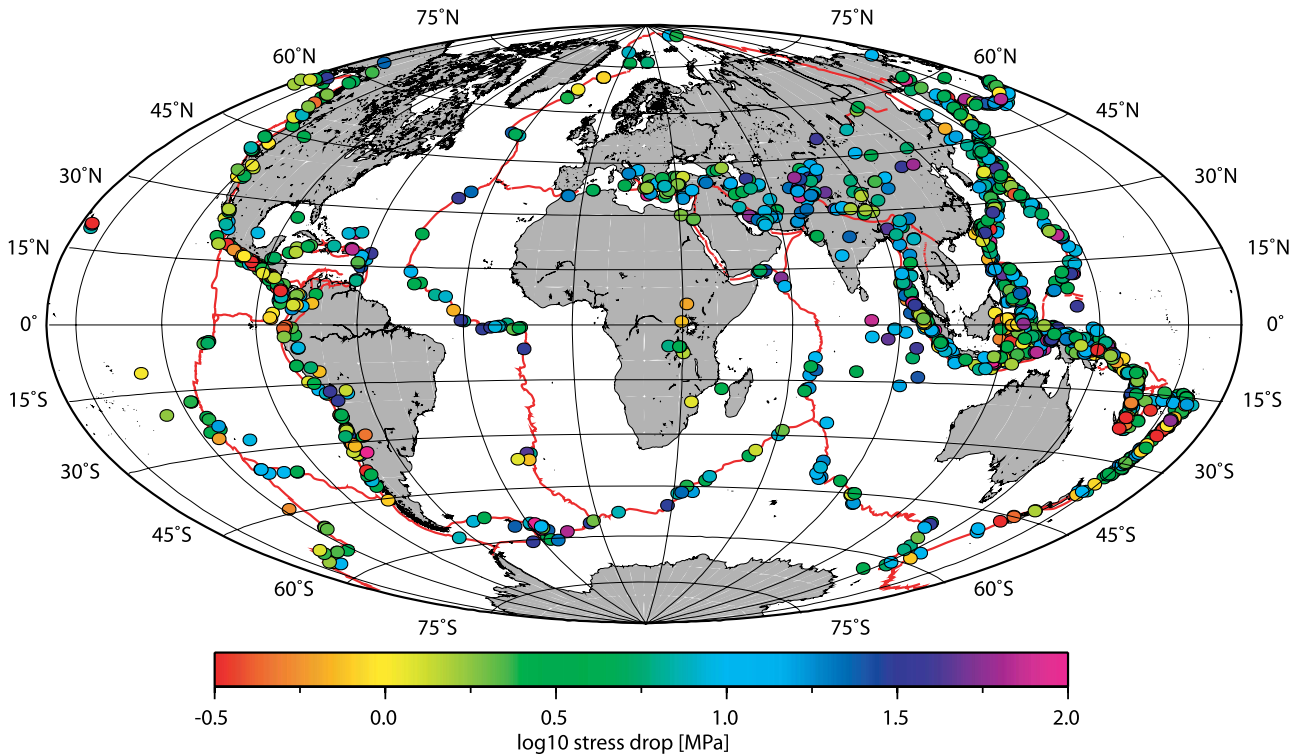 75˚N 75˚N
60˚N 60˚N
45˚N 45˚N
30˚N 30˚N
15˚N 15˚N
0˚ 0˚
15˚S 15˚S
30˚S 30˚S
45˚S 45˚S
60˚S 60˚S
75˚S 75˚S
-0.5 0.0 0.5 1.0 1.5 2.0
log10 stress drop [MPa]